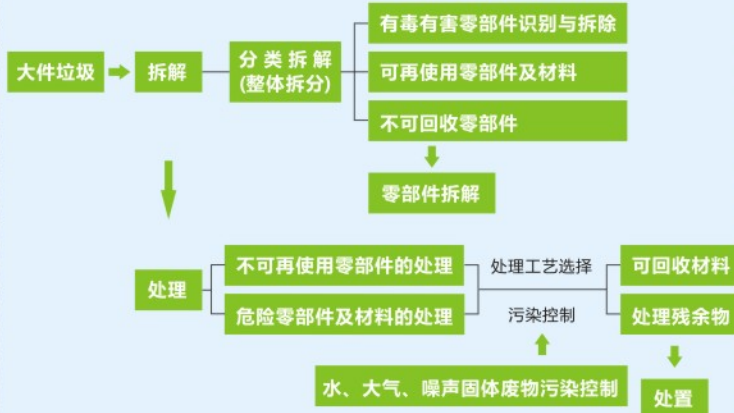 有毒有害零部件识别与拆除
大件垃圾
拆解
分类拆解
(整体拆分)
可再使用零部件及材料
不可回收零部件
零部件拆解
处理
不可再使用零部件的处理
危险零部件及材料的处理
处理工艺选择
污染控制
可回收材料
处理残余物
水、大气、噪声固体废物污染控制
处置